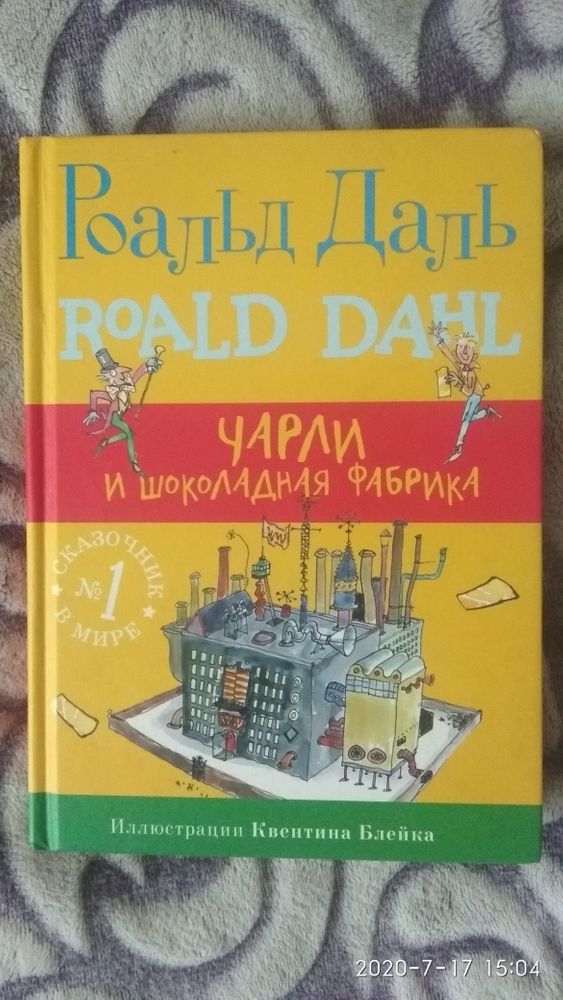 Роальд Даль
ROALD DAHL
ЧАРЛИ
И ШОКОЛАДНАЯ ФАБРИКА
СКАЗОЧНИК
№1
В МИРЕ
Иллюстрации Квентина Блейка
2020-7-17 15:04